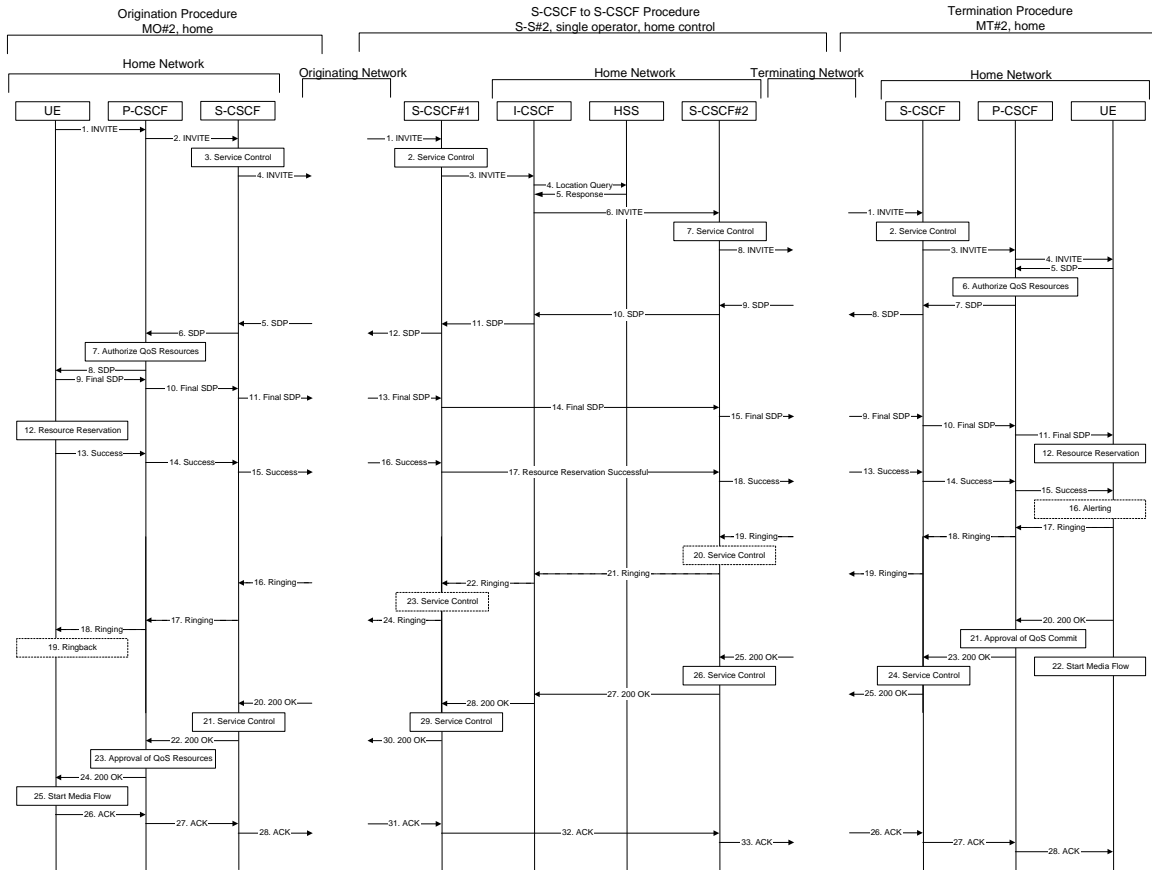 Origination Procedure
MO#2, home
S-CSCF to S-CSCF Procedure
S-S#2, single operator, home control
Termination Procedure
MT#2, home
Home Network
Originating Network
Home Network
Terminating Network
Home Network
UE
P-CSCF
S-CSCF
S-CSCF#1
I-CSCF
HSS
S-CSCF#2
S-CSCF
P-CSCF
UE
1. INVITE
2. INVITE
3. Service Control
4. INVITE
5. SDP
6. SDP
7. Authorize QoS Resources
8. SDP
9. Final SDP
10. Final SDP
11. Final SDP
12. Resource Reservation
13. Success
14. Success
15. Success
16. Ringing
17. Ringing
18. Ringing
19. Ringback
20. 200 OK
21. Service Control
22. 200 OK
23. Approval of QoS Resources
24. 200 OK
25. Start Media Flow
26. ACK
27. ACK
28. ACK
1. INVITE
2. Service Control
3. INVITE
4. Location Query
5. Response
6. INVITE
7. Service Control
8. INVITE
9. SDP
10. SDP
11. SDP
12. SDP
13. Final SDP
14. Final SDP
15. Final SDP
16. Success
17. Resource Reservation Successful
18. Success
19. Ringing
20. Service Control
21. Ringing
22. Ringing
23. Service Control
24. Ringing
25. 200 OK
26. Service Control
27. 200 OK
28. 200 OK
29. Service Control
30. 200 OK
31. ACK
32. ACK
33. ACK
1. INVITE
2. Service Control
3. INVITE
4. INVITE
5. SDP
6. Authorize QoS Resources
7. SDP
8. SDP
9. Final SDP
10. Final SDP
11. Final SDP
12. Resource Reservation
13. Success
14. Success
15. Success
16. Alerting
17. Ringing
18. Ringing
19. Ringing
20. 200 OK
21. Approval of QoS Commit
22. Start Media Flow
23. 200 OK
24. Service Control
25. 200 OK
26. ACK
27. ACK
28. ACK